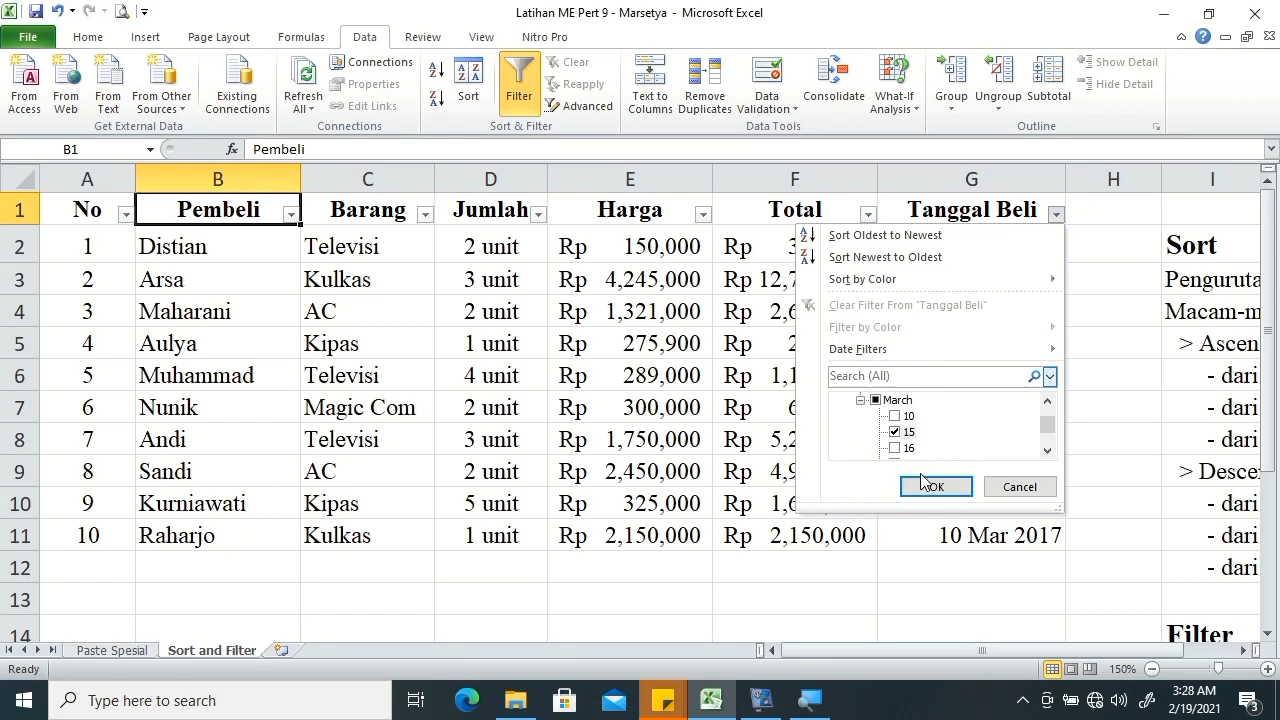 Latihan ME Pert 9 - Marsetya - Microsoft Excel
File Home Insert Page Layout Formulas Data Review View Nitro Pro
From Access
From Web
From Text
From Other Sources
Existing Connections
Get External Data
Refresh All
Connections
Properties
Edit Links
Connections
Sort
Filter
Clear
Reapply
Advanced
Sort & Filter
Text to Columns
Remove Duplicates
Data Validation
Consolidate
What-If Analysis
Data Tools
Group
Ungroup
Subtotal
Show Detail
Hide Detail
Outline
B1 fx Pembeli
A B C D E F G H I
1 No Pembeli Barang Jumlah Harga Total Tanggal Beli
2 1 Distian Televisi 2 unit Rp 150,000 Rp 3 Sort
3 2 Arsa Kulkas 3 unit Rp 4,245,000 Rp 12,7 Penguruta
4 3 Maharani AC 2 unit Rp 1,321,000 Rp 2,6 Macam-m
5 4 Aulya Kipas 1 unit Rp 275,900 Rp 2 > Ascen
6 5 Muhammad Televisi 4 unit Rp 289,000 Rp 1,1 - dari
7 6 Nunik Magic Com 2 unit Rp 300,000 Rp 6 - dari
8 7 Andi Televisi 3 unit Rp 1,750,000 Rp 5,2 - dari
9 8 Sandi AC 2 unit Rp 2,450,000 Rp 4,9 > Desce
10 9 Kurniawati Kipas 5 unit Rp 325,000 Rp 1,6 - dari
11 10 Raharjo Kulkas 1 unit Rp 2,150,000 Rp 2,150,000 10 Mar 2017 - dari
12 - dari
13
14 Filter
Sort Oldest to Newest
Sort Newest to Oldest
Sort by Color
Clear Filter From "Tanggal Beli"
Filter by Color
Date Filters
Search (All)
March
10
15
16
OK Cancel
Paste Spesial Sort and Filter
Ready 150%
Type here to search
3:28 AM
2/19/2021
3